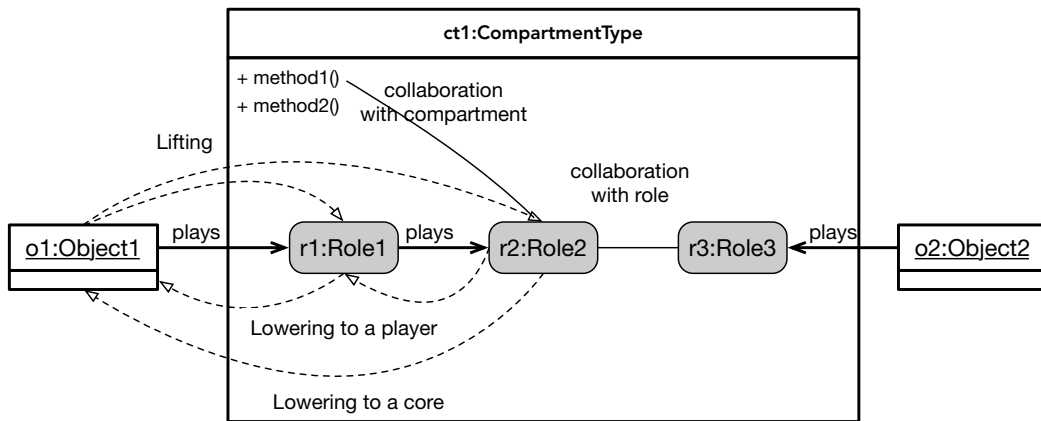 ct1:CompartmentType
+ method1()
+ method2()
collaboration
with compartment
Lifting
collaboration
with role
o1:Object1
plays
r1:Role1
plays
r2:Role2
r3:Role3
plays
o2:Object2
Lowering to a player
Lowering to a core